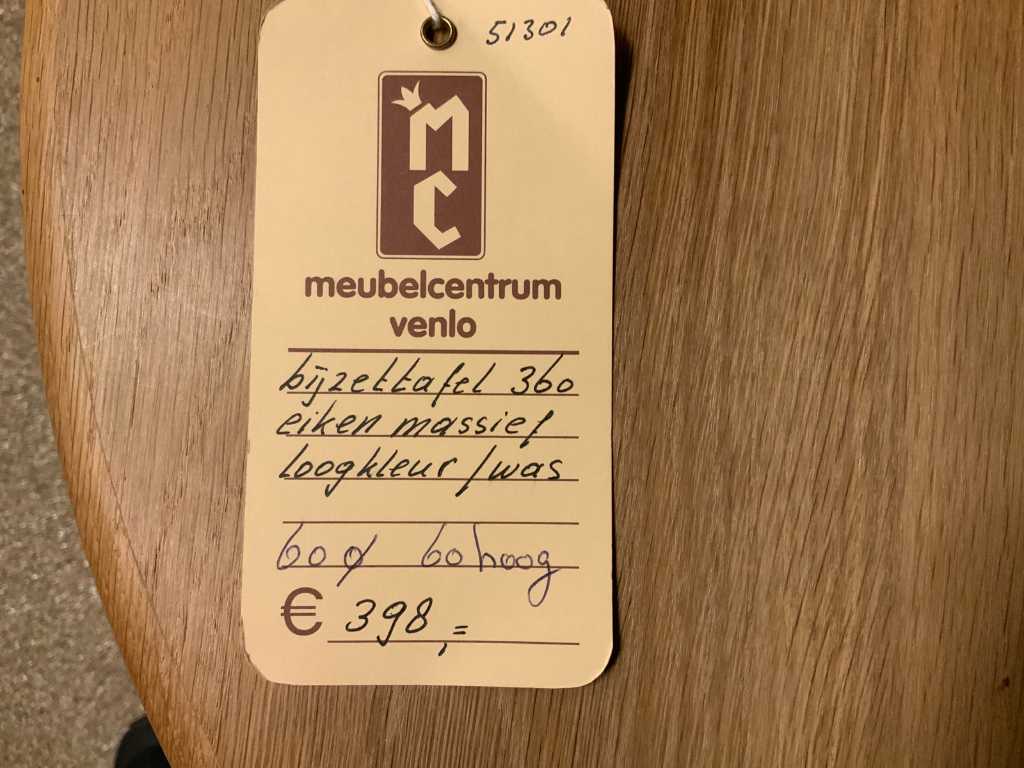 51301
MC
meubelcentrum
venlo
bijzettafel 360
eiken massief
loogkleur/was
60 ø 60 hoog
€ 398,=